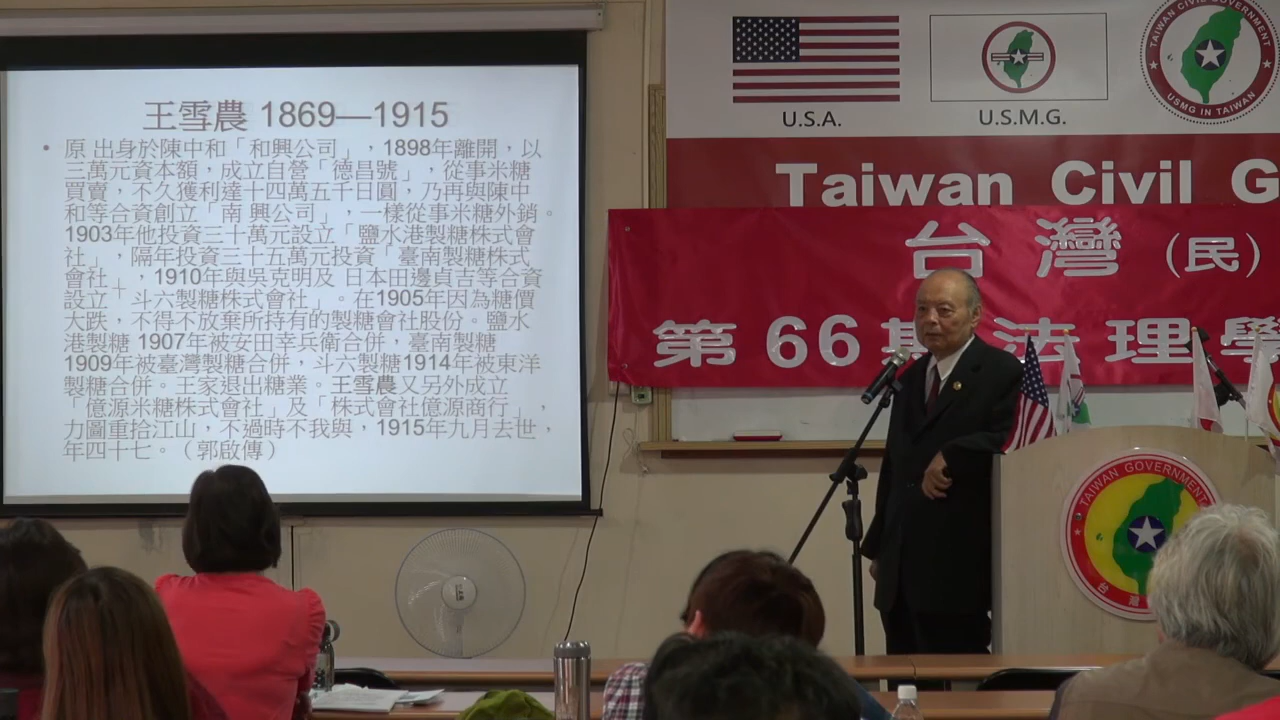 王雪農 1869—1915
• 原 出身於陳中和「和興公司」，1898年離開，以
三萬元資本額，成立自營「德昌號」，從事米糖
買賣，不久獲利達十四萬五千日圓，乃再與陳中
和等合資創立「南 興公司」，一樣從事米糖外銷。
1903年他投資三十萬元設立「鹽水港製糖株式會
社」，隔年投資三十五萬元投資「臺南製糖株式
會社」，1910年與吳克明及 日本田邊貞吉等合資
設立「斗六製糖株式會社」。在1905年因為糖價
大跌，不得不放棄所持有的製糖會社股份。鹽水
港製糖 1907年被安田幸兵衛合併，臺南製糖
1909年被臺灣製糖合併，斗六製糖1914年被東洋
製糖合併。王家退出糖業。王雪農又另外成立
「億源米糖株式會社」及「株式會社億源商行」，
力圖重拾江山，不過時不我與，1915年九月去世，
年四十七。（郭啟傳）
U.S.A.
U.S.M.G.
TAIWAN CIVIL GOVERNMENT
USMG IN TAIWAN
Taiwan Civil G
台灣(民)
第66期法理學
TAIWAN GOVERNMENT
台灣